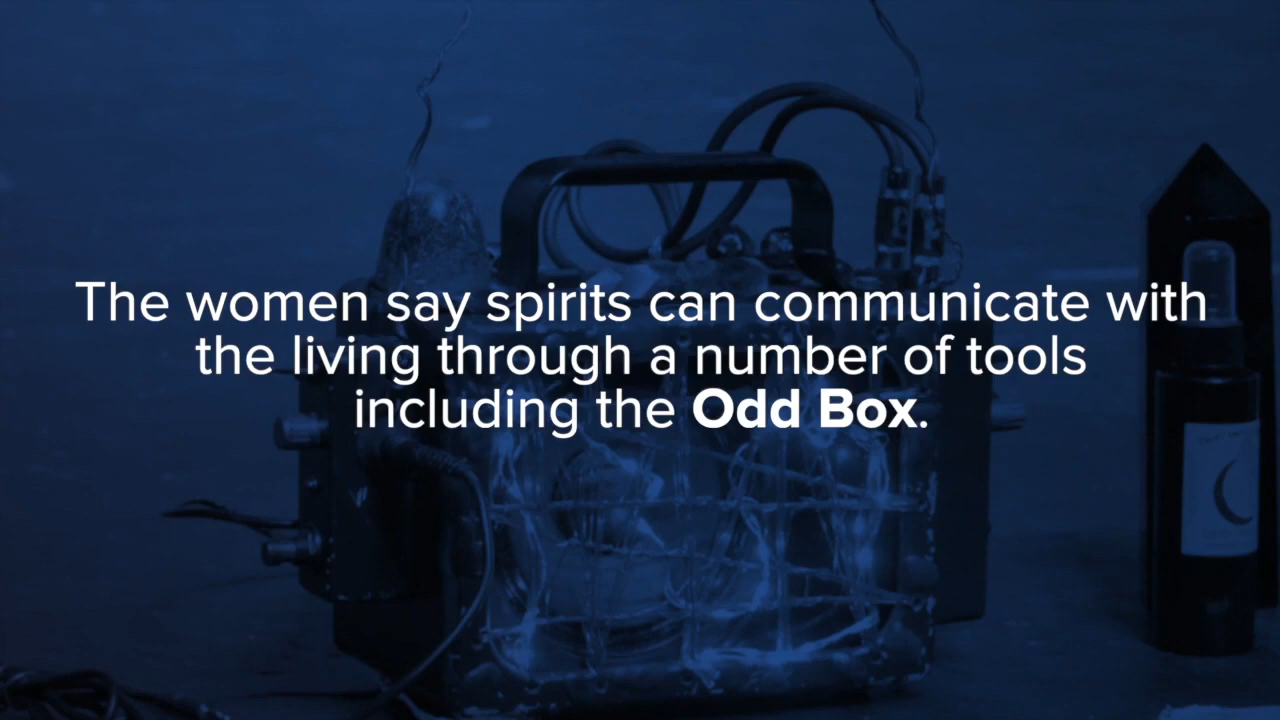 The women say spirits can communicate with
the living through a number of tools
including the Odd Box.